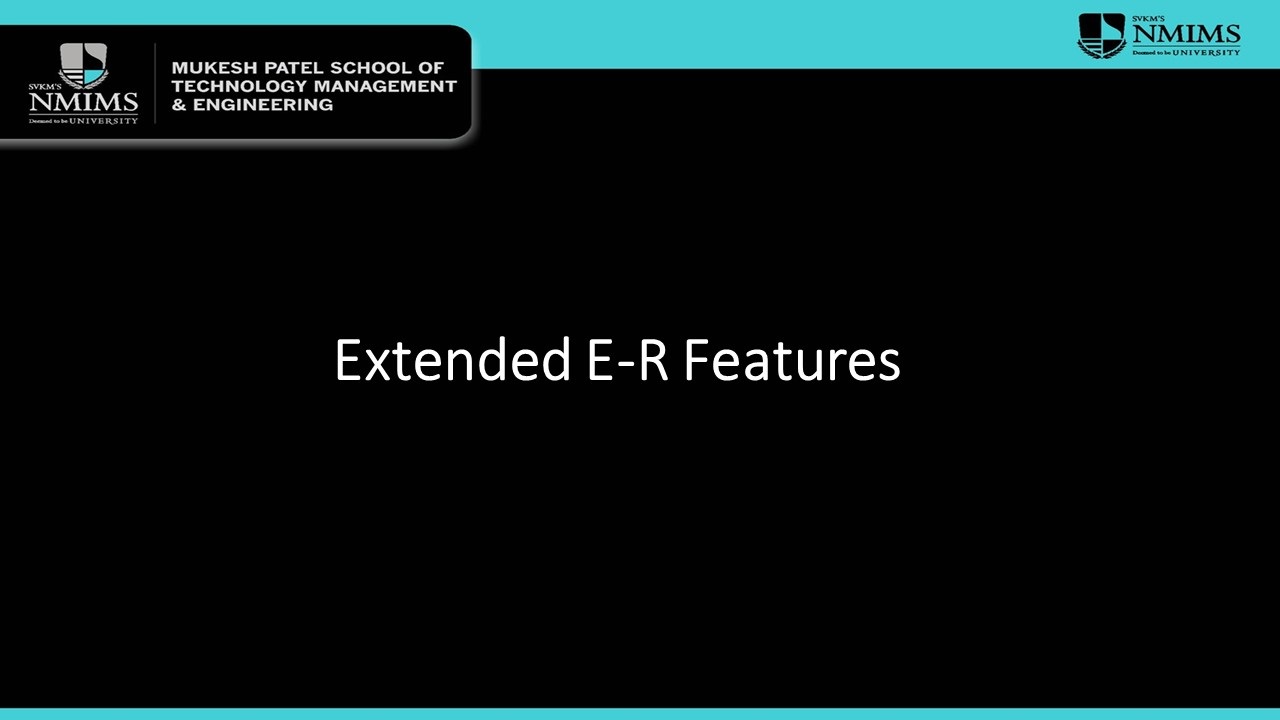 SVKM'S
NMIMS
Deemed to be UNIVERSITY
MUKESH PATEL SCHOOL OF
TECHNOLOGY MANAGEMENT
& ENGINEERING
SVKM'S
NMIMS
Deemed to be UNIVERSITY
Extended E-R Features